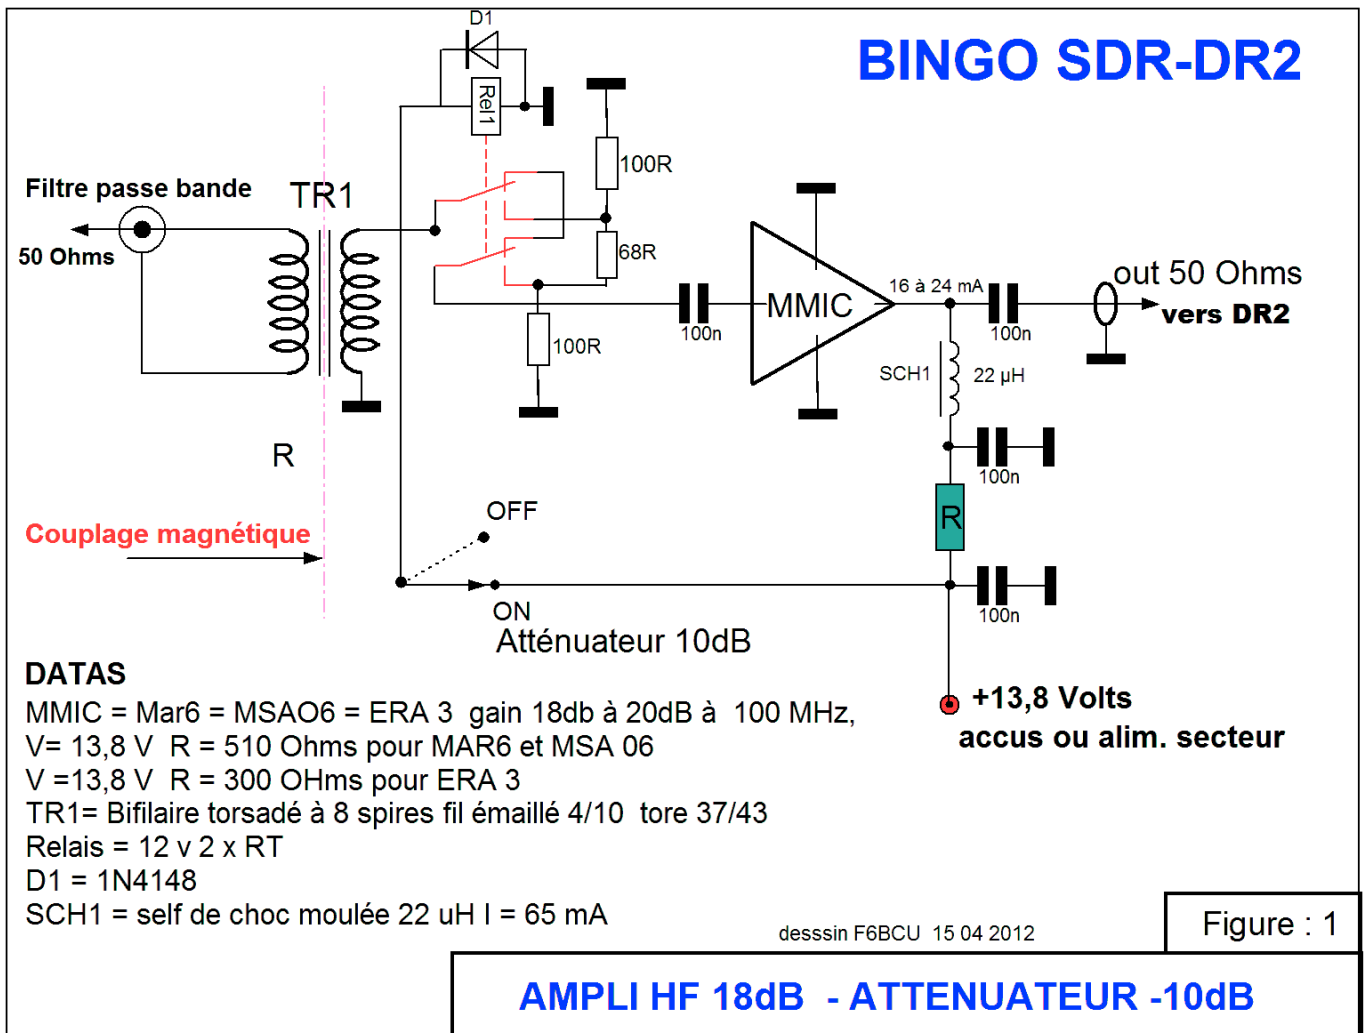 BINGO SDR-DR2
D1
Rel1
100R
Filtre passe bande
TR1
50 Ohms
68R
100R
100n
MMIC
16 à 24 mA
100n
out 50 Ohms
vers DR2
SCH1
22 µH
100n
R
R
Couplage magnétique
OFF
ON
Atténuateur 10dB
100n
+13,8 Volts
accus ou alim. secteur
DATAS
MMIC = Mar6 = MSAO6 = ERA 3 gain 18db à 20dB à 100 MHz,
V= 13,8 V R = 510 Ohms pour MAR6 et MSA 06
V =13,8 V R = 300 OHms pour ERA 3
TR1= Bifilaire torsadé à 8 spires fil émaillé 4/10 tore 37/43
Relais = 12 v 2 x RT
D1 = 1N4148
SCH1 = self de choc moulée 22 uH I = 65 mA
desssin F6BCU 15 04 2012
Figure : 1
AMPLI HF 18dB - ATTENUATEUR -10dB